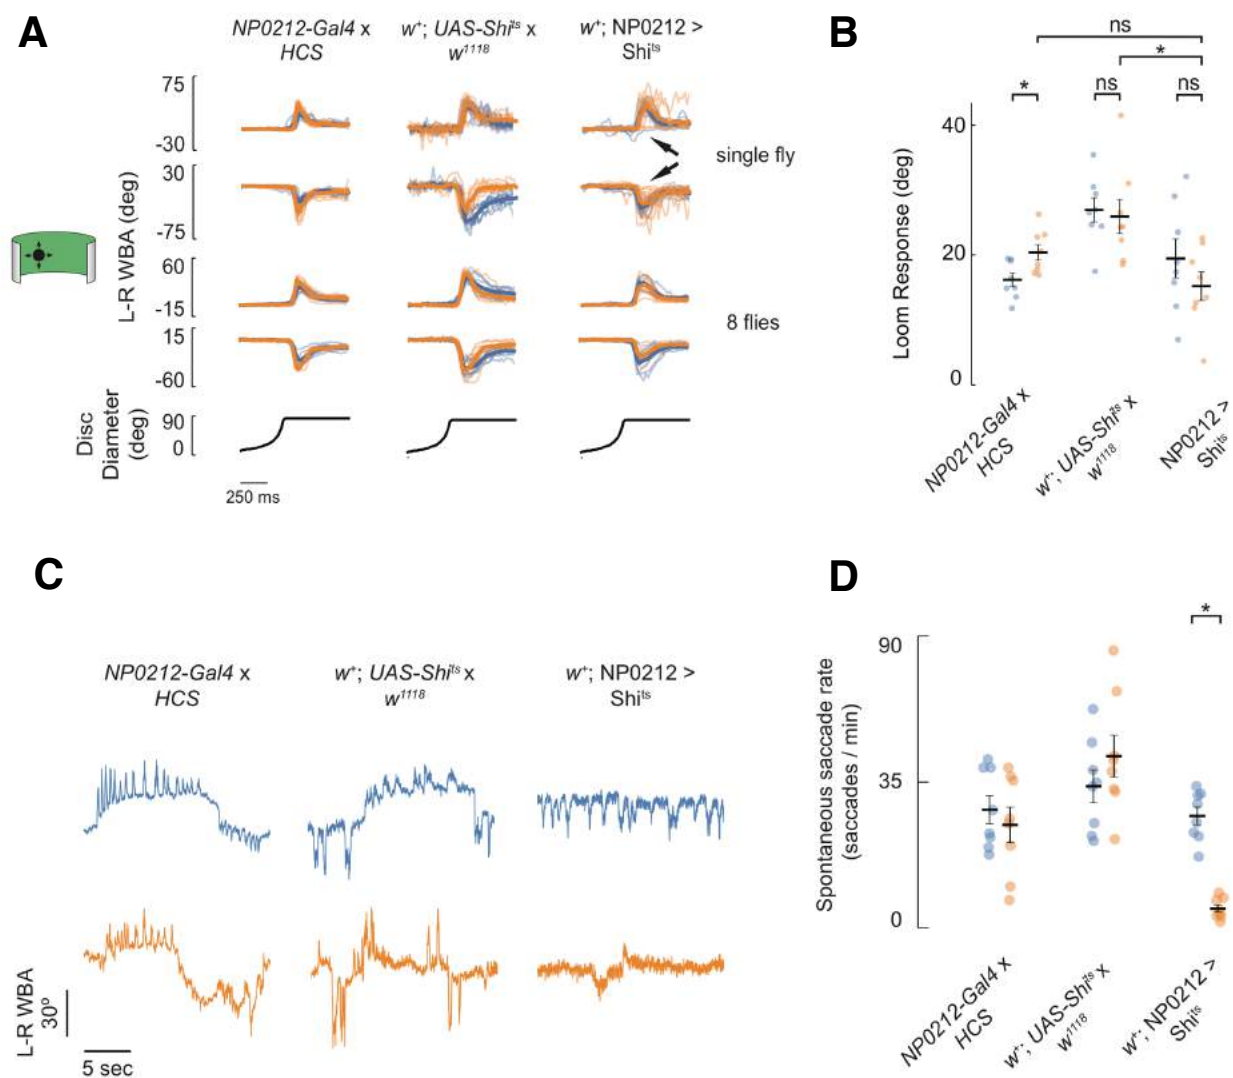 A
NP0212-Gal4 x
HCS
w+; UAS-Shits x
w1118
w+; NP0212 >
Shits
75
-30
30
-75
60
-15
15
-60
L-R WBA (deg)
single fly
8 flies
Disc
Diameter
(deg)
90
0
250 ms
B
ns
*
*
ns
ns
40
20
0
Loom Response (deg)
NP0212-Gal4 x
HCS
w+; UAS-Shits x
w1118
NP0212 >
Shits
C
NP0212-Gal4 x
HCS
w+; UAS-Shits x
w1118
w+; NP0212 >
Shits
L-R WBA
30º
5 sec
D
*
90
35
0
Spontaneous saccade rate
(saccades / min)
NP0212-Gal4 x
HCS
w+; UAS-Shits x
w1118
w+; NP0212 >
Shits